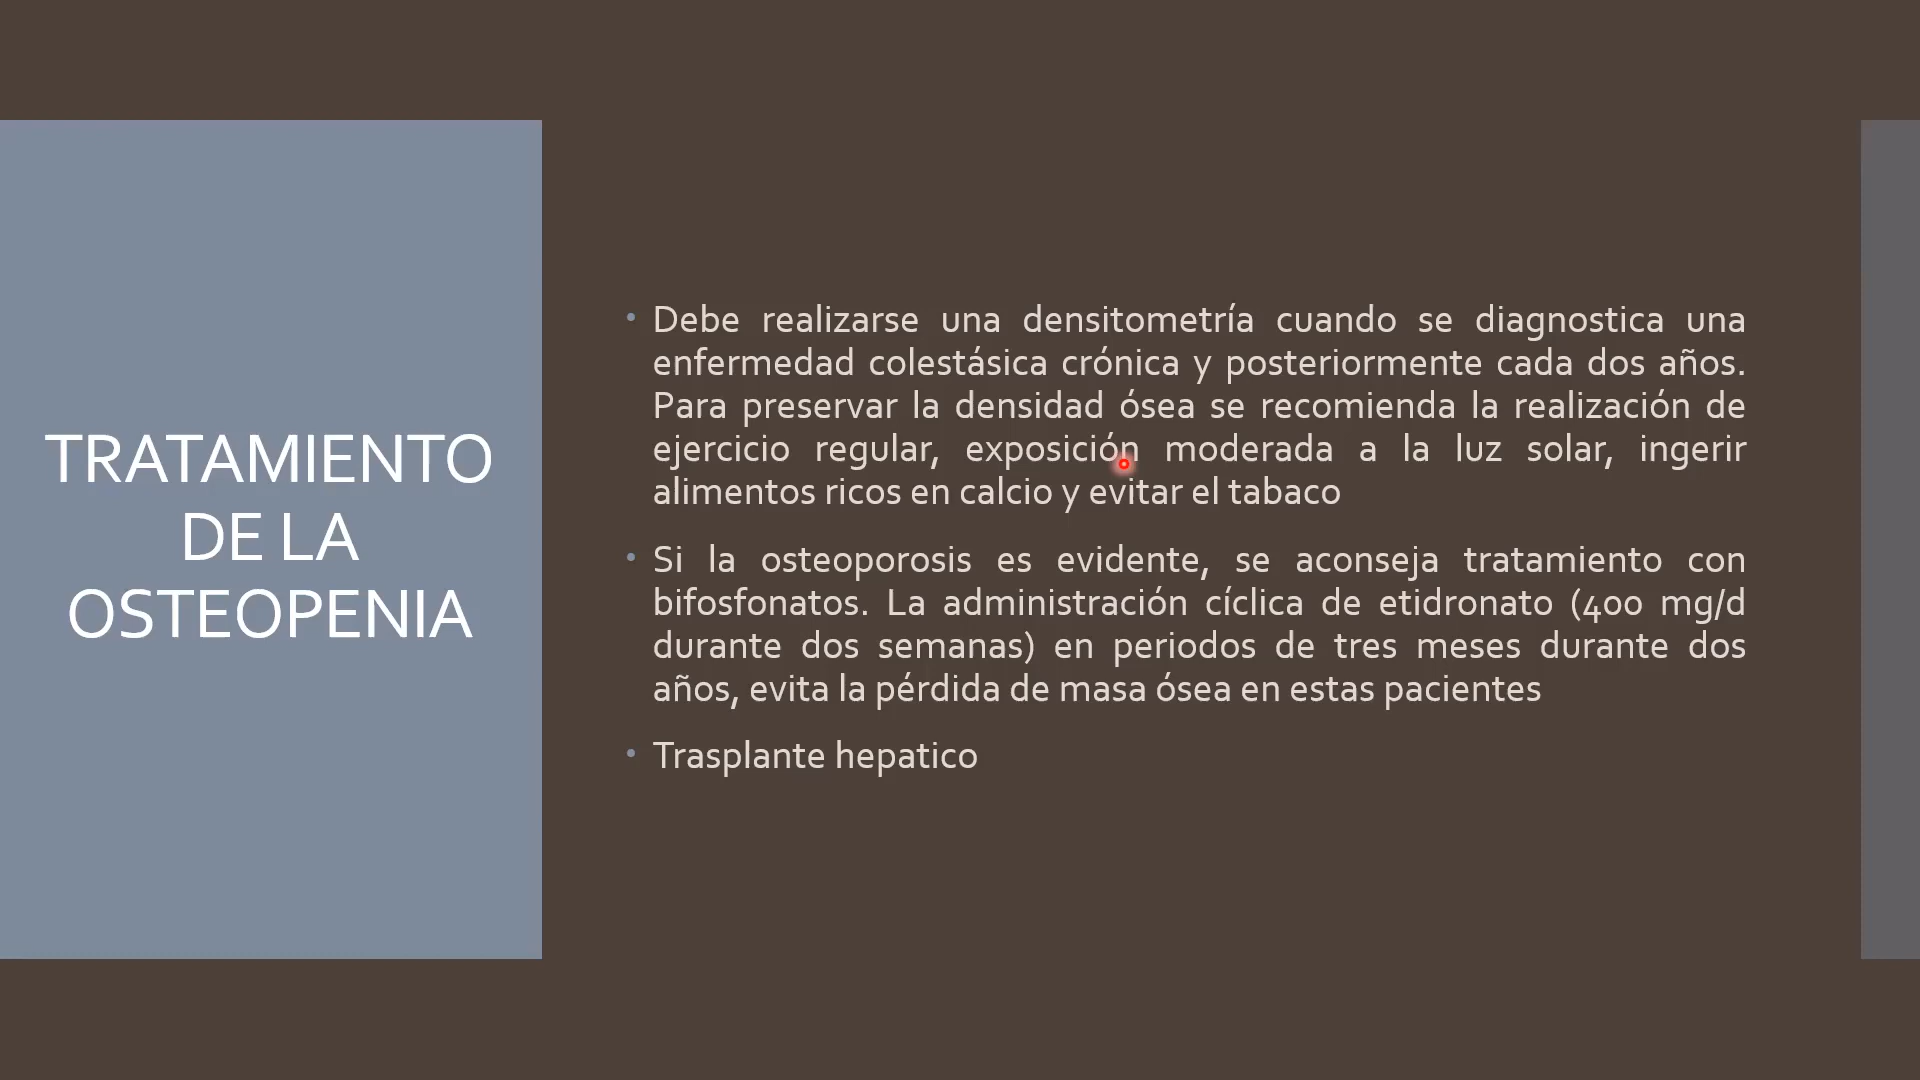 TRATAMIENTO
DE LA
OSTEOPENIA
• Debe realizarse una densitometría cuando se diagnostica una
enfermedad colestásica crónica y posteriormente cada dos años.
Para preservar la densidad ósea se recomienda la realización de
ejercicio regular, exposición moderada a la luz solar, ingerir
alimentos ricos en calcio y evitar el tabaco
• Si la osteoporosis es evidente, se aconseja tratamiento con
bifosfonatos. La administración cíclica de etidronato (400 mg/d
durante dos semanas) en periodos de tres meses durante dos
años, evita la pérdida de masa ósea en estas pacientes
• Trasplante hepatico